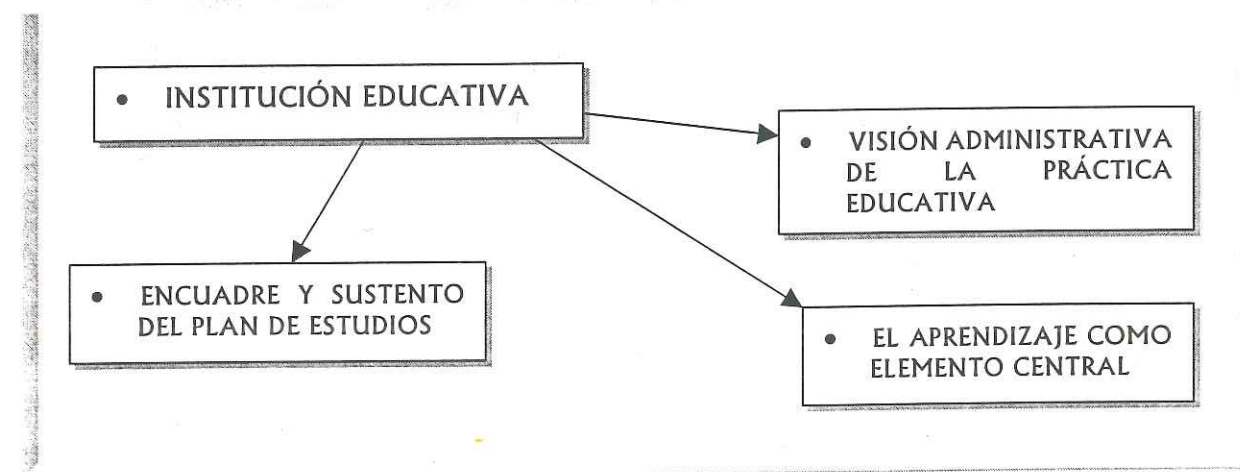 • INSTITUCIÓN EDUCATIVA
• VISIÓN ADMINISTRATIVA
DE LA PRÁCTICA
EDUCATIVA
• ENCUADRE Y SUSTENTO
DEL PLAN DE ESTUDIOS
• EL APRENDIZAJE COMO
ELEMENTO CENTRAL